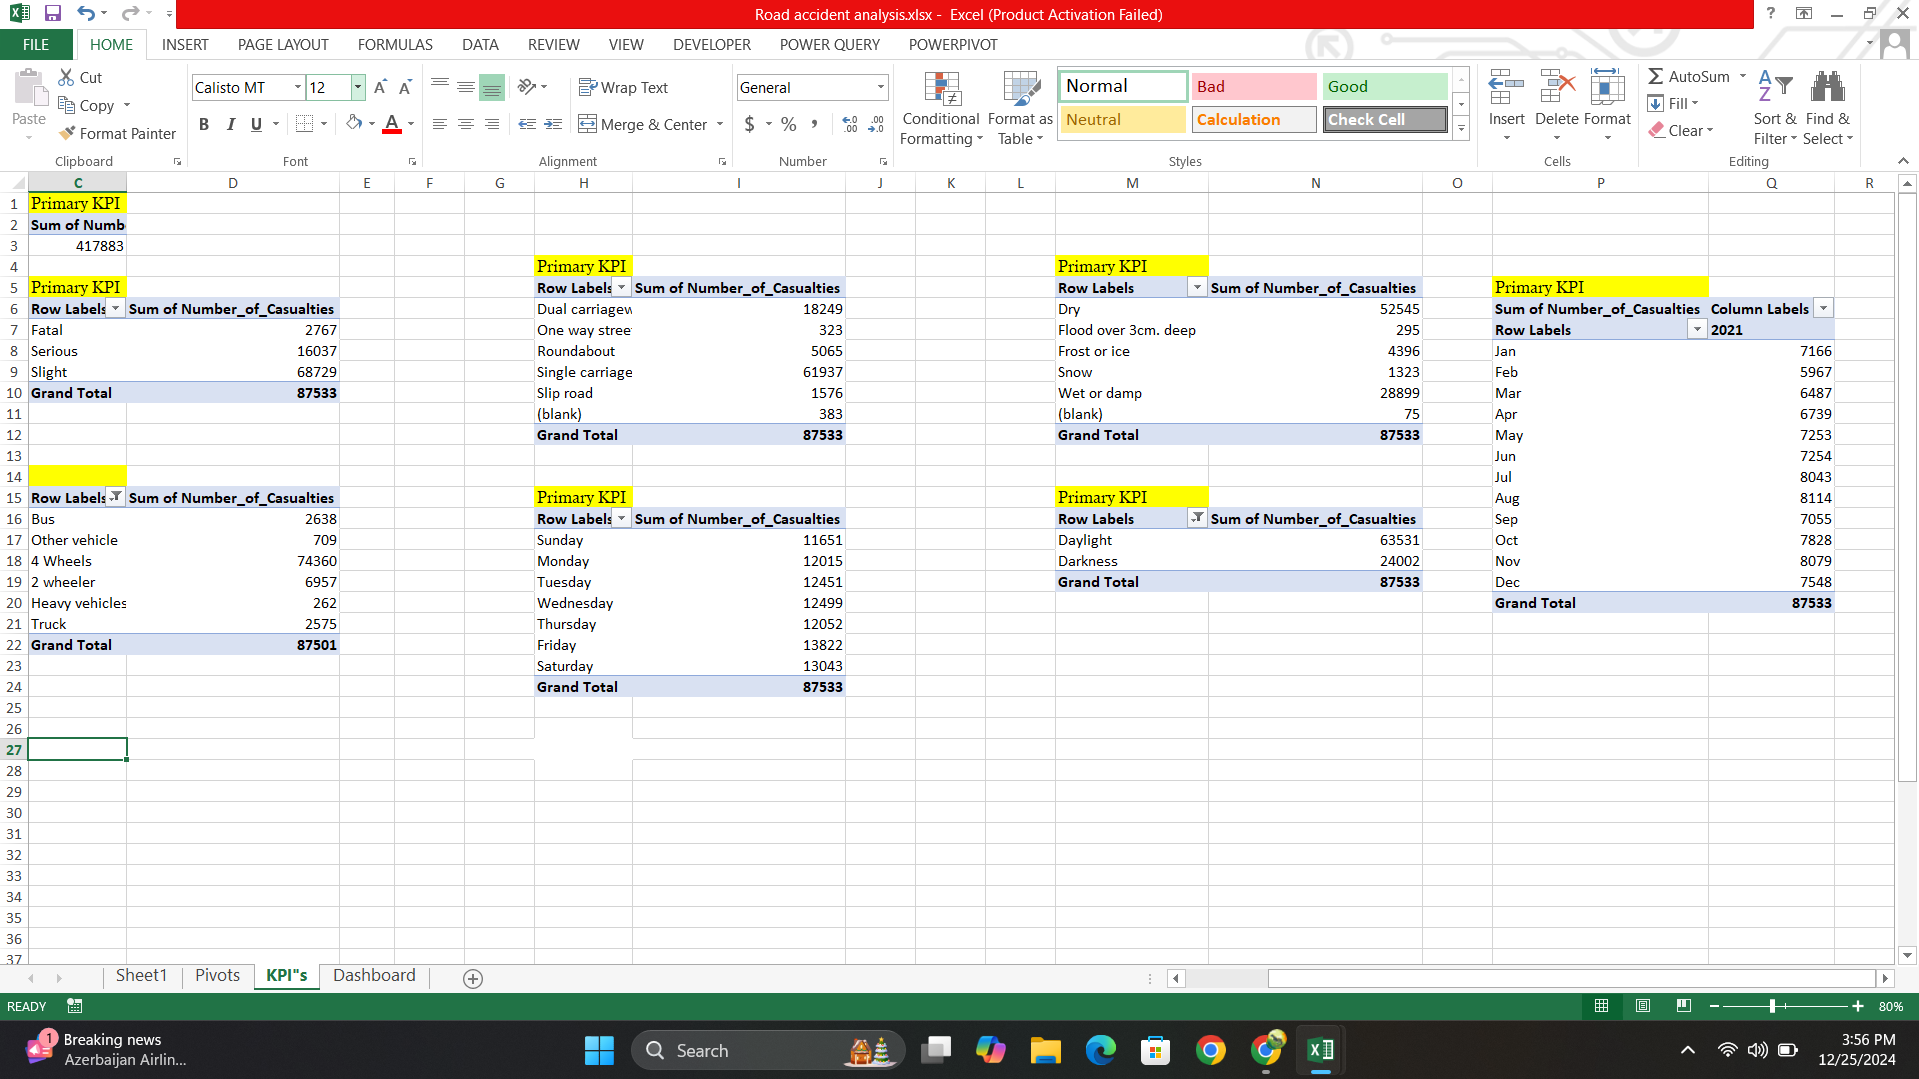 Road accident analysis.xlsx - Excel (Product Activation Failed)
FILE HOME INSERT PAGE LAYOUT FORMULAS DATA REVIEW VIEW DEVELOPER POWER QUERY POWERPIVOT
Paste Cut Copy Format Painter Clipboard
Calisto MT 12 A A B I U A Font
Wrap Text Merge & Center Alignment
General $ % , Number
Conditional Formatting Format as Table
Normal Bad Good
Neutral Calculation Check Cell
Styles
Insert Delete Format Cells
AutoSum Fill Clear Sort & Filter Find & Select Editing
C D E F G H I J K L M N O P Q R
1 Primary KPI
2 Sum of Numb
3 417883
4 Primary KPI Primary KPI
5 Primary KPI Row Labels Sum of Number_of_Casualties Row Labels Sum of Number_of_Casualties Primary KPI
6 Row Labels Sum of Number_of_Casualties Dual carriagew 18249 Dry 52545 Sum of Number_of_Casualties Column Labels
7 Fatal 2767 One way stree 323 Flood over 3cm. deep 295 Row Labels 2021
8 Serious 16037 Roundabout 5065 Frost or ice 4396 Jan 7166
9 Slight 68729 Single carriage 61937 Snow 1323 Feb 5967
10 Grand Total 87533 Slip road 1576 Wet or damp 28899 Mar 6487
11 (blank) 383 (blank) 75 Apr 6739
12 Grand Total 87533 Grand Total 87533 May 7253
13 Jun 7254
14 Jul 8043
15 Row Labels Sum of Number_of_Casualties Primary KPI Primary KPI Aug 8114
16 Bus 2638 Row Labels Sum of Number_of_Casualties Row Labels Sum of Number_of_Casualties Sep 7055
17 Other vehicle 709 Sunday 11651 Daylight 63531 Oct 7828
18 4 Wheels 74360 Monday 12015 Darkness 24002 Nov 8079
19 2 wheeler 6957 Tuesday 12451 Grand Total 87533 Dec 7548
20 Heavy vehicles 262 Wednesday 12499 Grand Total 87533
21 Truck 2575 Thursday 12052
22 Grand Total 87501 Friday 13822
23 Saturday 13043
24 Grand Total 87533
25
26
27
28
29
30
31
32
33
34
35
36
37
Sheet1 Pivots KPI"s Dashboard
READY 80%
1 Breaking news
Azerbaijan Airlin...
Search
3:56 PM
12/25/2024